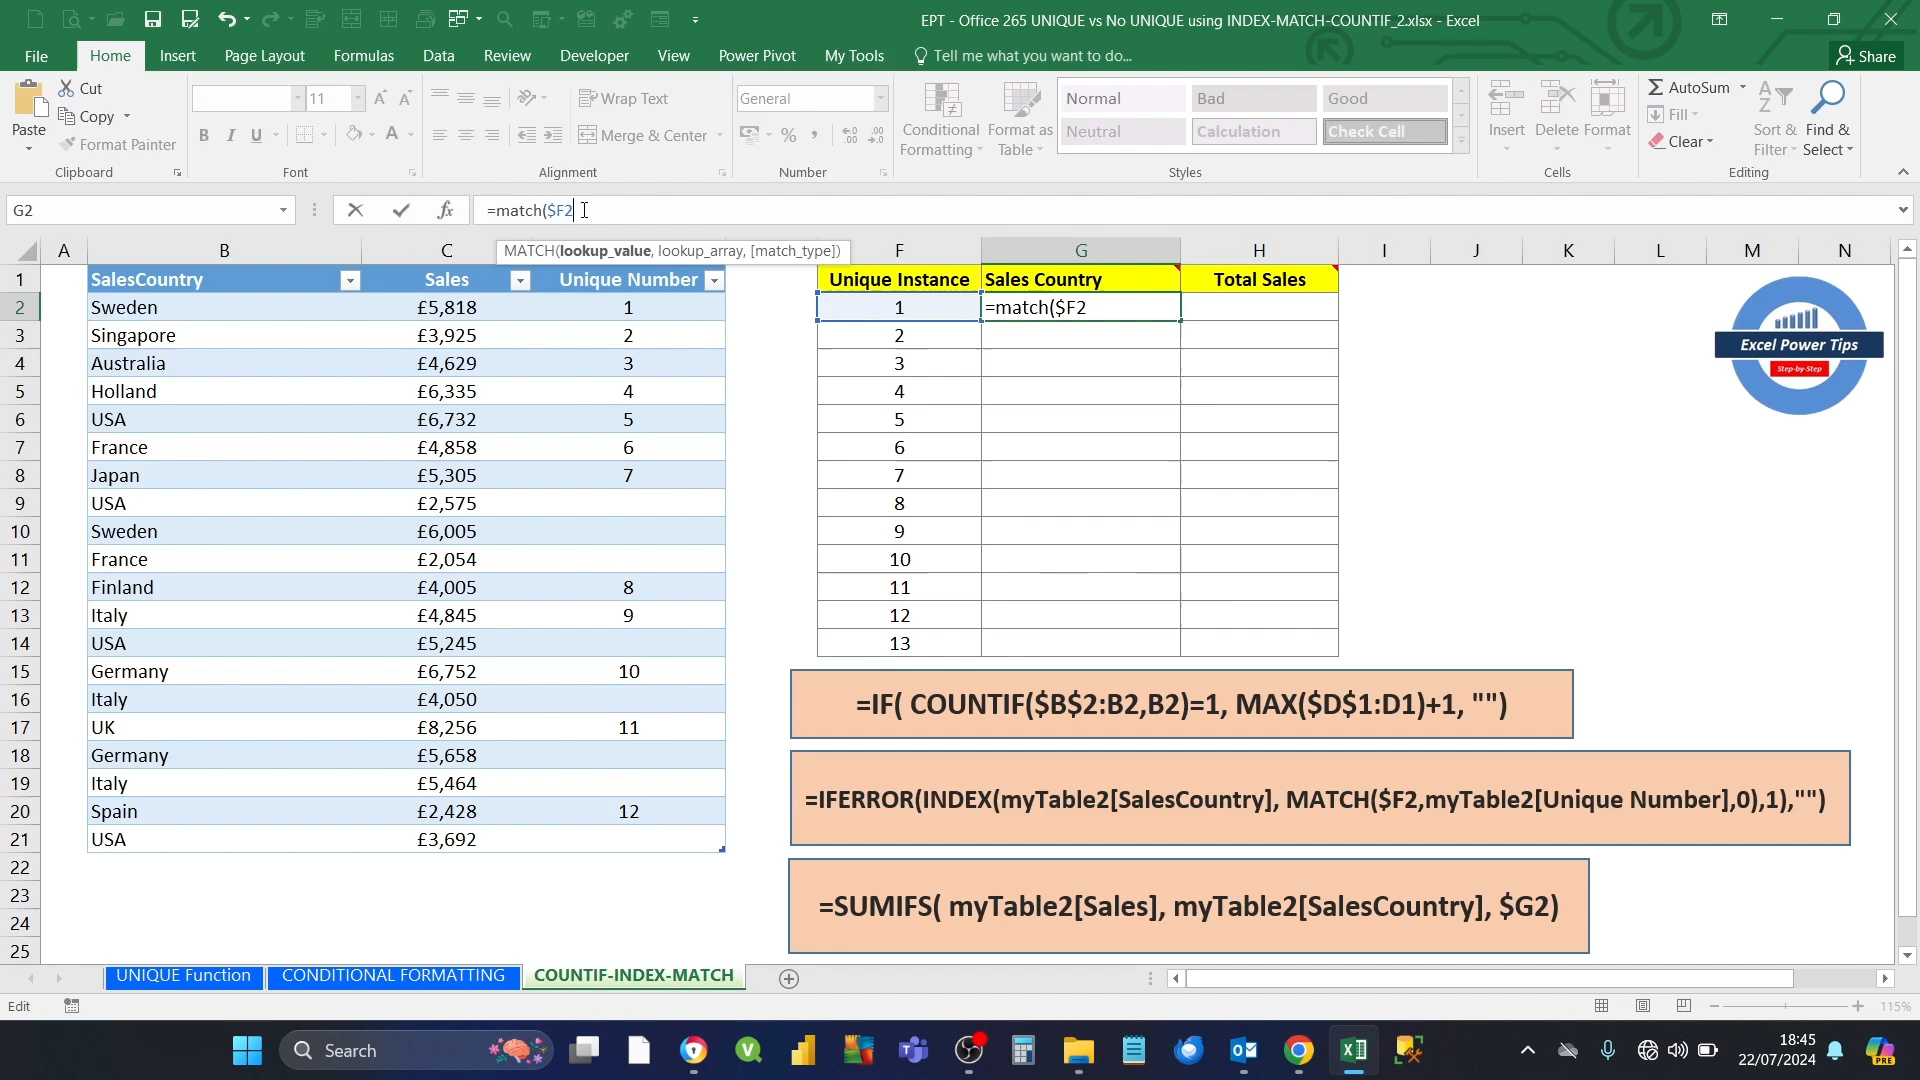 EPT - Office 265 UNIQUE vs No UNIQUE using INDEX-MATCH-COUNTIF_2.xlsx - Excel
File Home Insert Page Layout Formulas Data Review Developer View Power Pivot My Tools Tell me what you want to do... Share
Paste Cut Copy Format Painter Clipboard
11 B I U Font
Wrap Text Merge & Center Alignment
General % Number
Conditional Formatting Format as Table
Normal Bad Good
Neutral Calculation Check Cell
Styles
Insert Delete Format Cells
AutoSum Fill Clear Sort & Filter Find & Select Editing
G2 fx =match($F2
MATCH(lookup_value, lookup_array, [match_type])
A B C F G H I J K L M N
1 SalesCountry Sales Unique Number Unique Instance Sales Country Total Sales
2 Sweden £5,818 1 1 =match($F2
3 Singapore £3,925 2 2
4 Australia £4,629 3 3
5 Holland £6,335 4 4
6 USA £6,732 5 5
7 France £4,858 6 6
8 Japan £5,305 7 7
9 USA £2,575 8
10 Sweden £6,005 9
11 France £2,054 10
12 Finland £4,005 8 11
13 Italy £4,845 9 12
14 USA £5,245 13
15 Germany £6,752 10
16 Italy £4,050
17 UK £8,256 11
18 Germany £5,658
19 Italy £5,464
20 Spain £2,428 12
21 USA £3,692
22
23
24
25
Excel Power Tips
Step-by-Step
=IF( COUNTIF($B$2:B2,B2)=1, MAX($D$1:D1)+1, "")
=IFERROR(INDEX(myTable2[SalesCountry], MATCH($F2,myTable2[Unique Number],0),1),"")
=SUMIFS( myTable2[Sales], myTable2[SalesCountry], $G2)
UNIQUE Function CONDITIONAL FORMATTING COUNTIF-INDEX-MATCH
Edit 115%
Search
18:45
22/07/2024
PRE